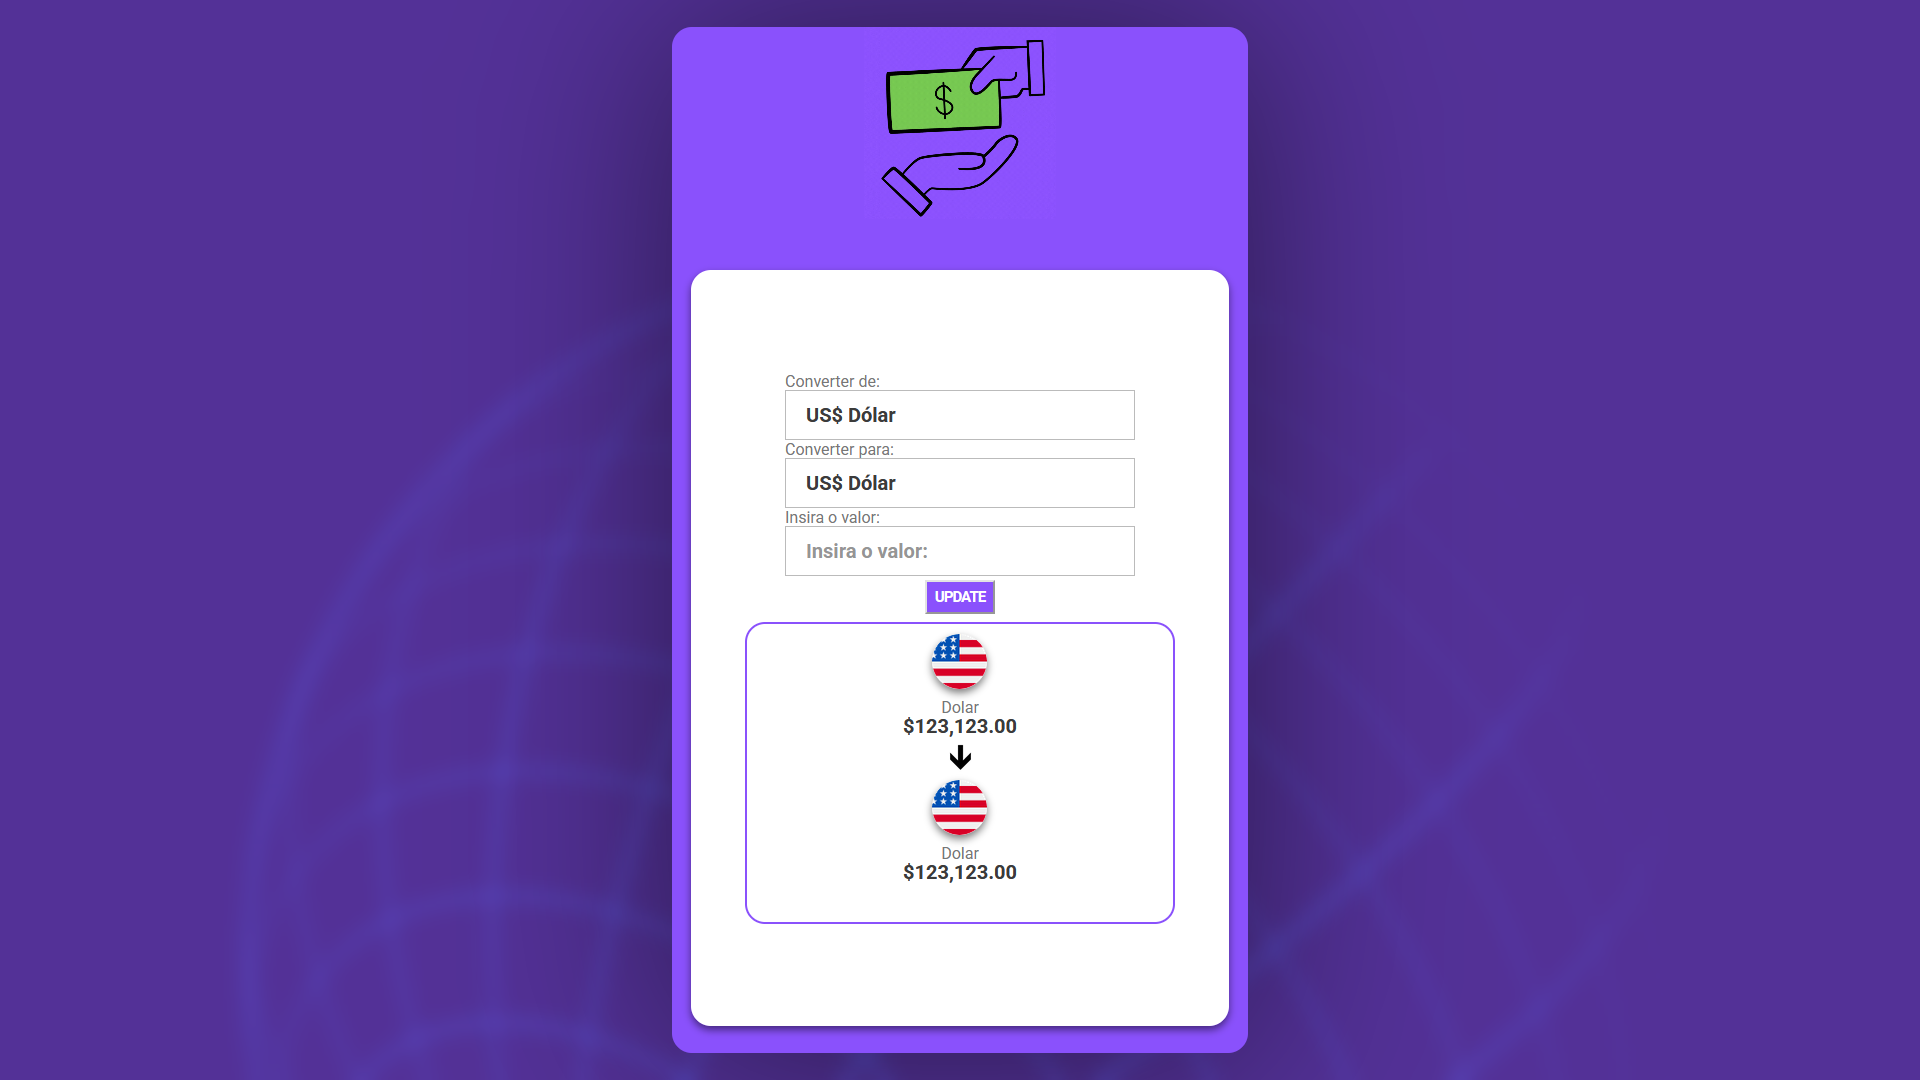 $
Converter de:
US$ Dólar
Converter para:
US$ Dólar
Insira o valor:
Insira o valor:
UPDATE
Dolar
$123,123.00
Dolar
$123,123.00